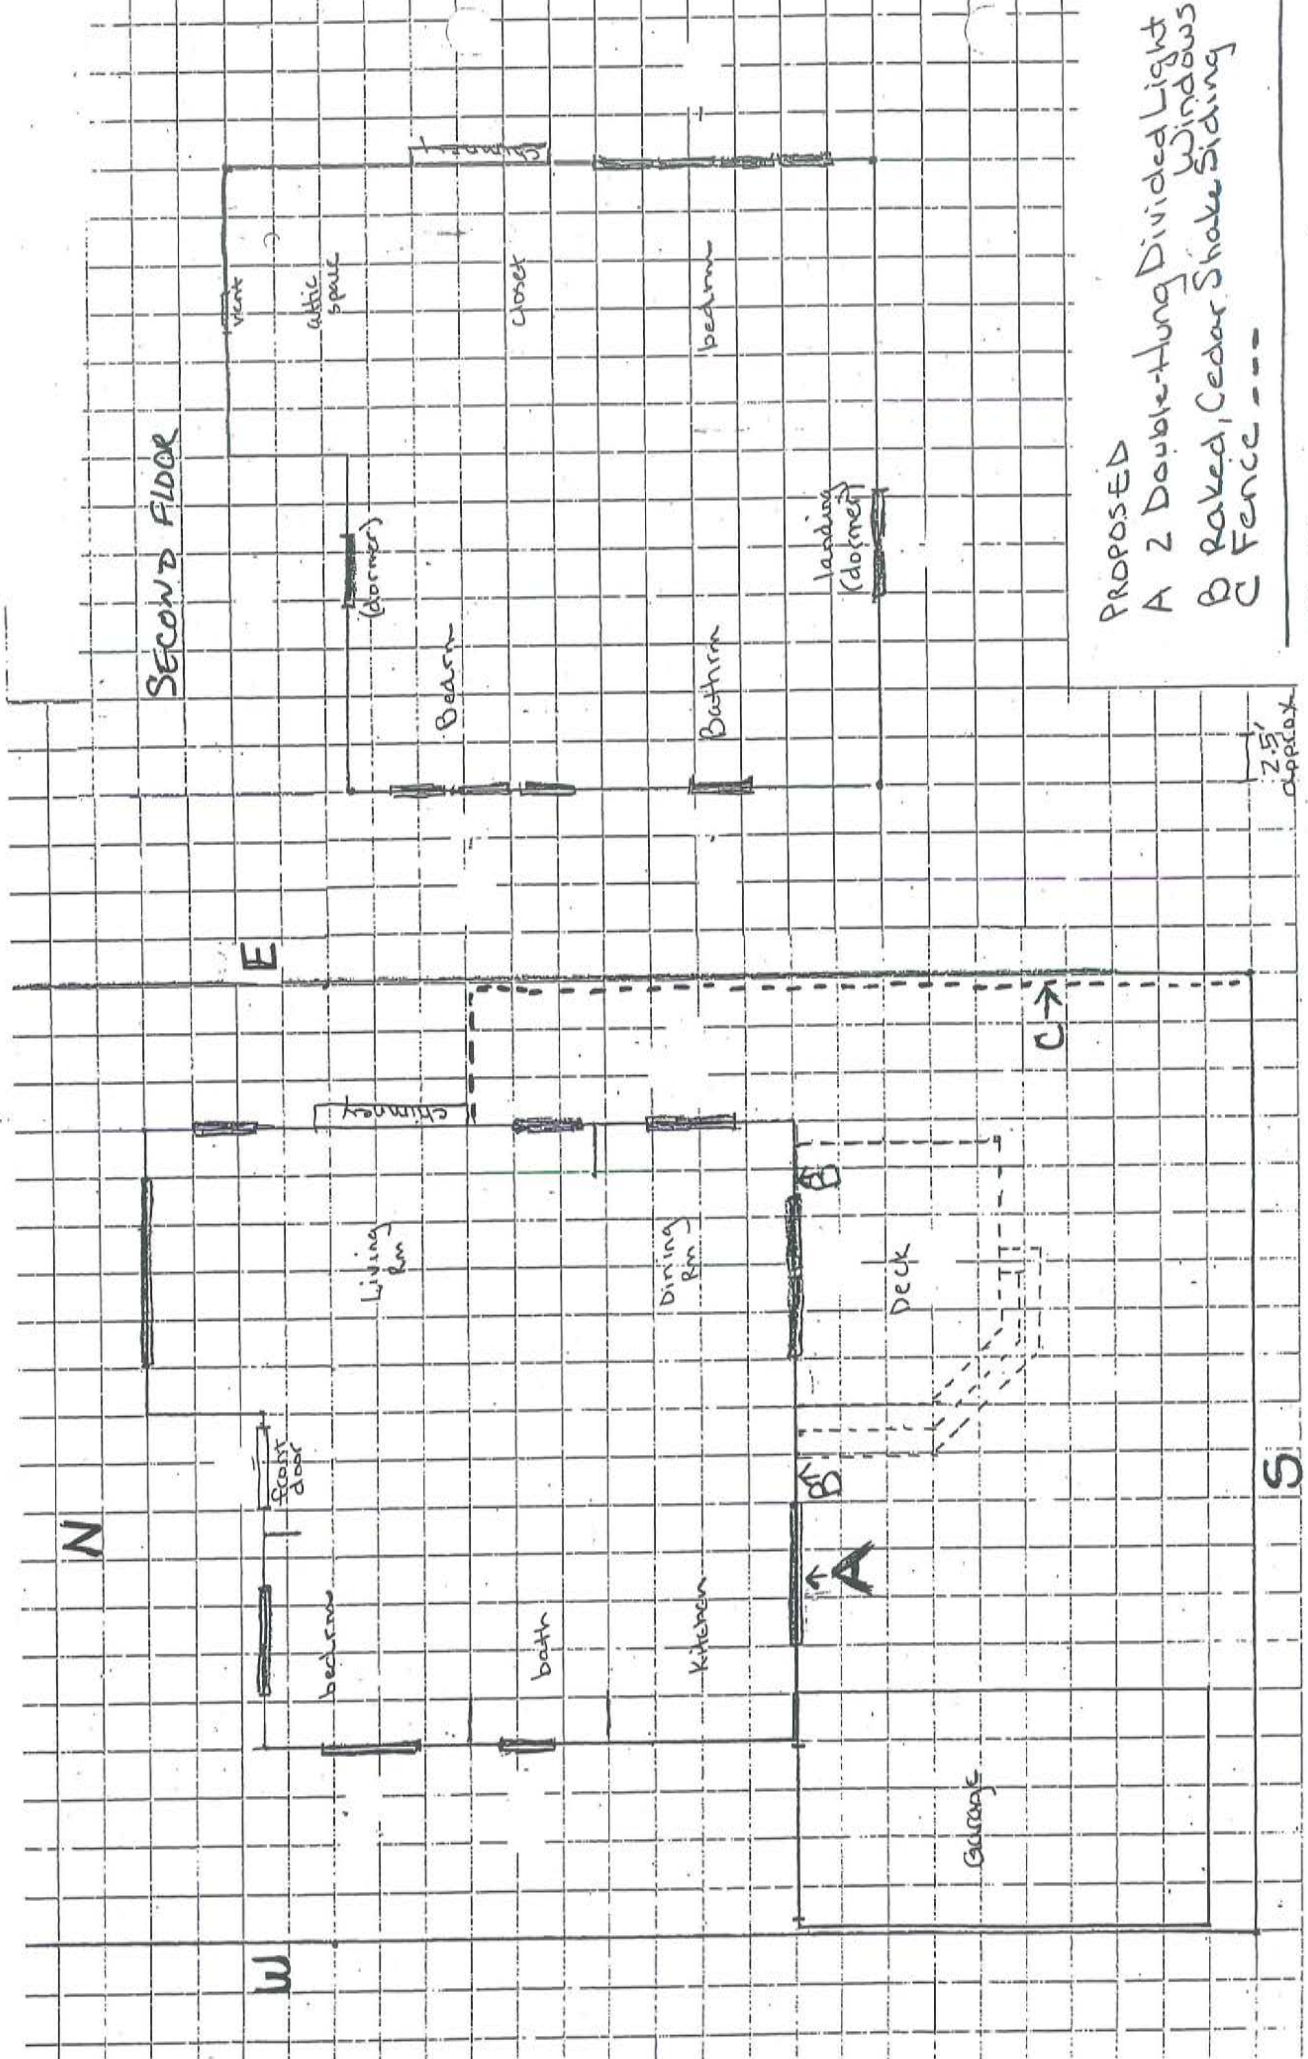 SECOND FLOOR
vent
attic
space
closet
bedrm
(dormer)
Bedrm
Bathrm
landing
(dormer)
chimney
PROPOSED
A 2 Double-Hung Divided Light
Windows
B Raked, Cedar Shake Siding
C Fence ---
2.5'
approx
N
E
W
S
chimney
Living
Rm
Dining
Rm
front
door
bedrm
bath
Kitchen
Deck
Garage
A
B
B
C